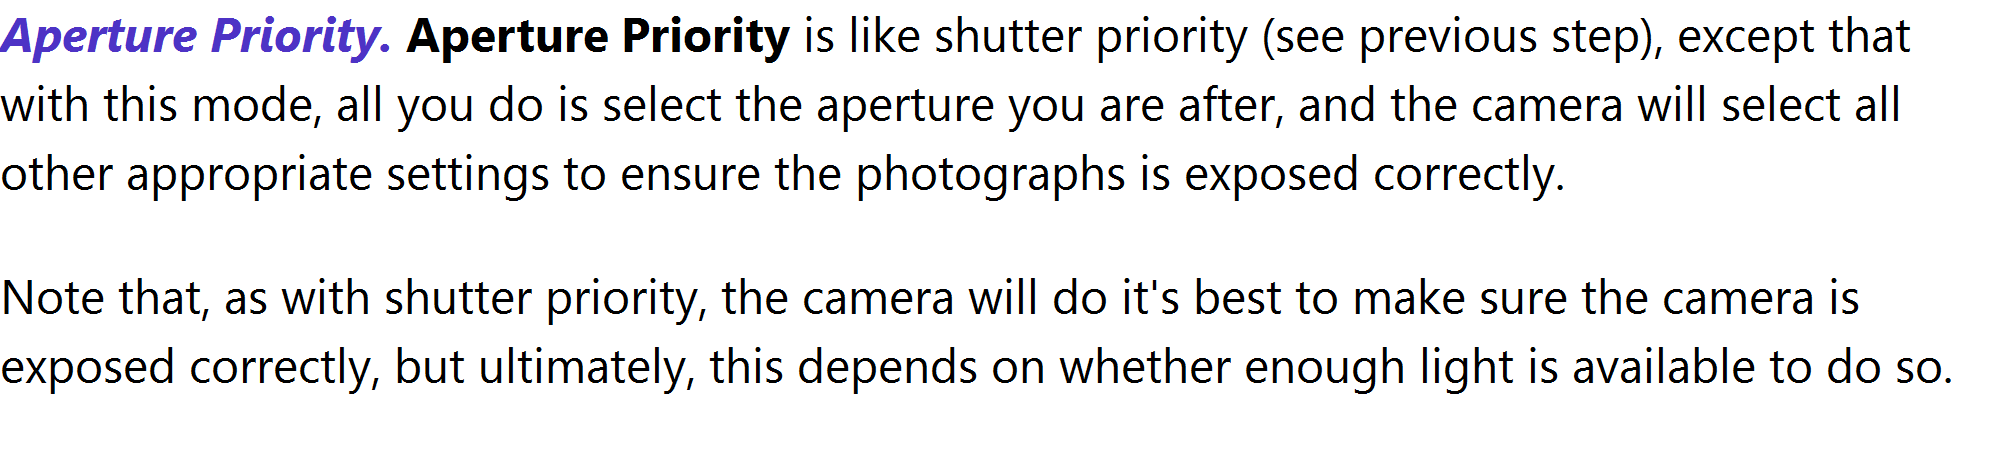 Aperture Priority. Aperture Priority is like shutter priority (see previous step), except that
with this mode, all you do is select the aperture you are after, and the camera will select all
other appropriate settings to ensure the photographs is exposed correctly.
Note that, as with shutter priority, the camera will do it's best to make sure the camera is
exposed correctly, but ultimately, this depends on whether enough light is available to do so.